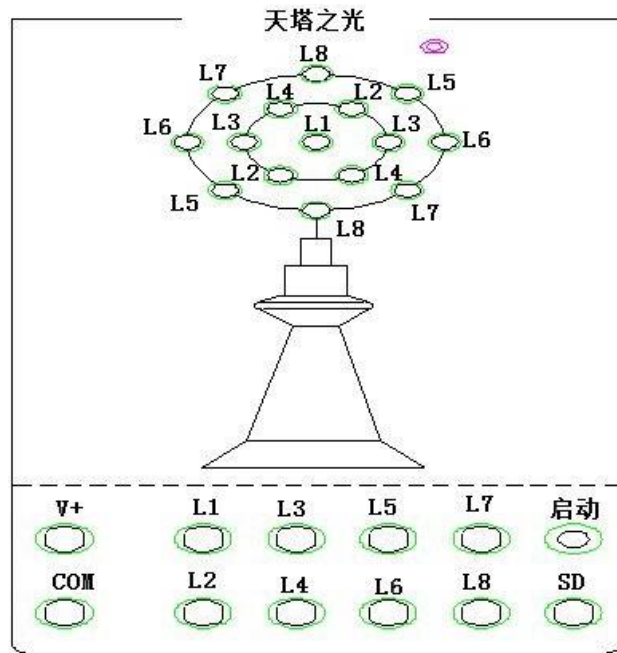 天塔之光
L8
L7 L5
L4 L2
L6 L3 L1 L3 L6
L2 L4
L5 L7
L8
V+ L1 L3 L5 L7 启动
COM L2 L4 L6 L8 SD